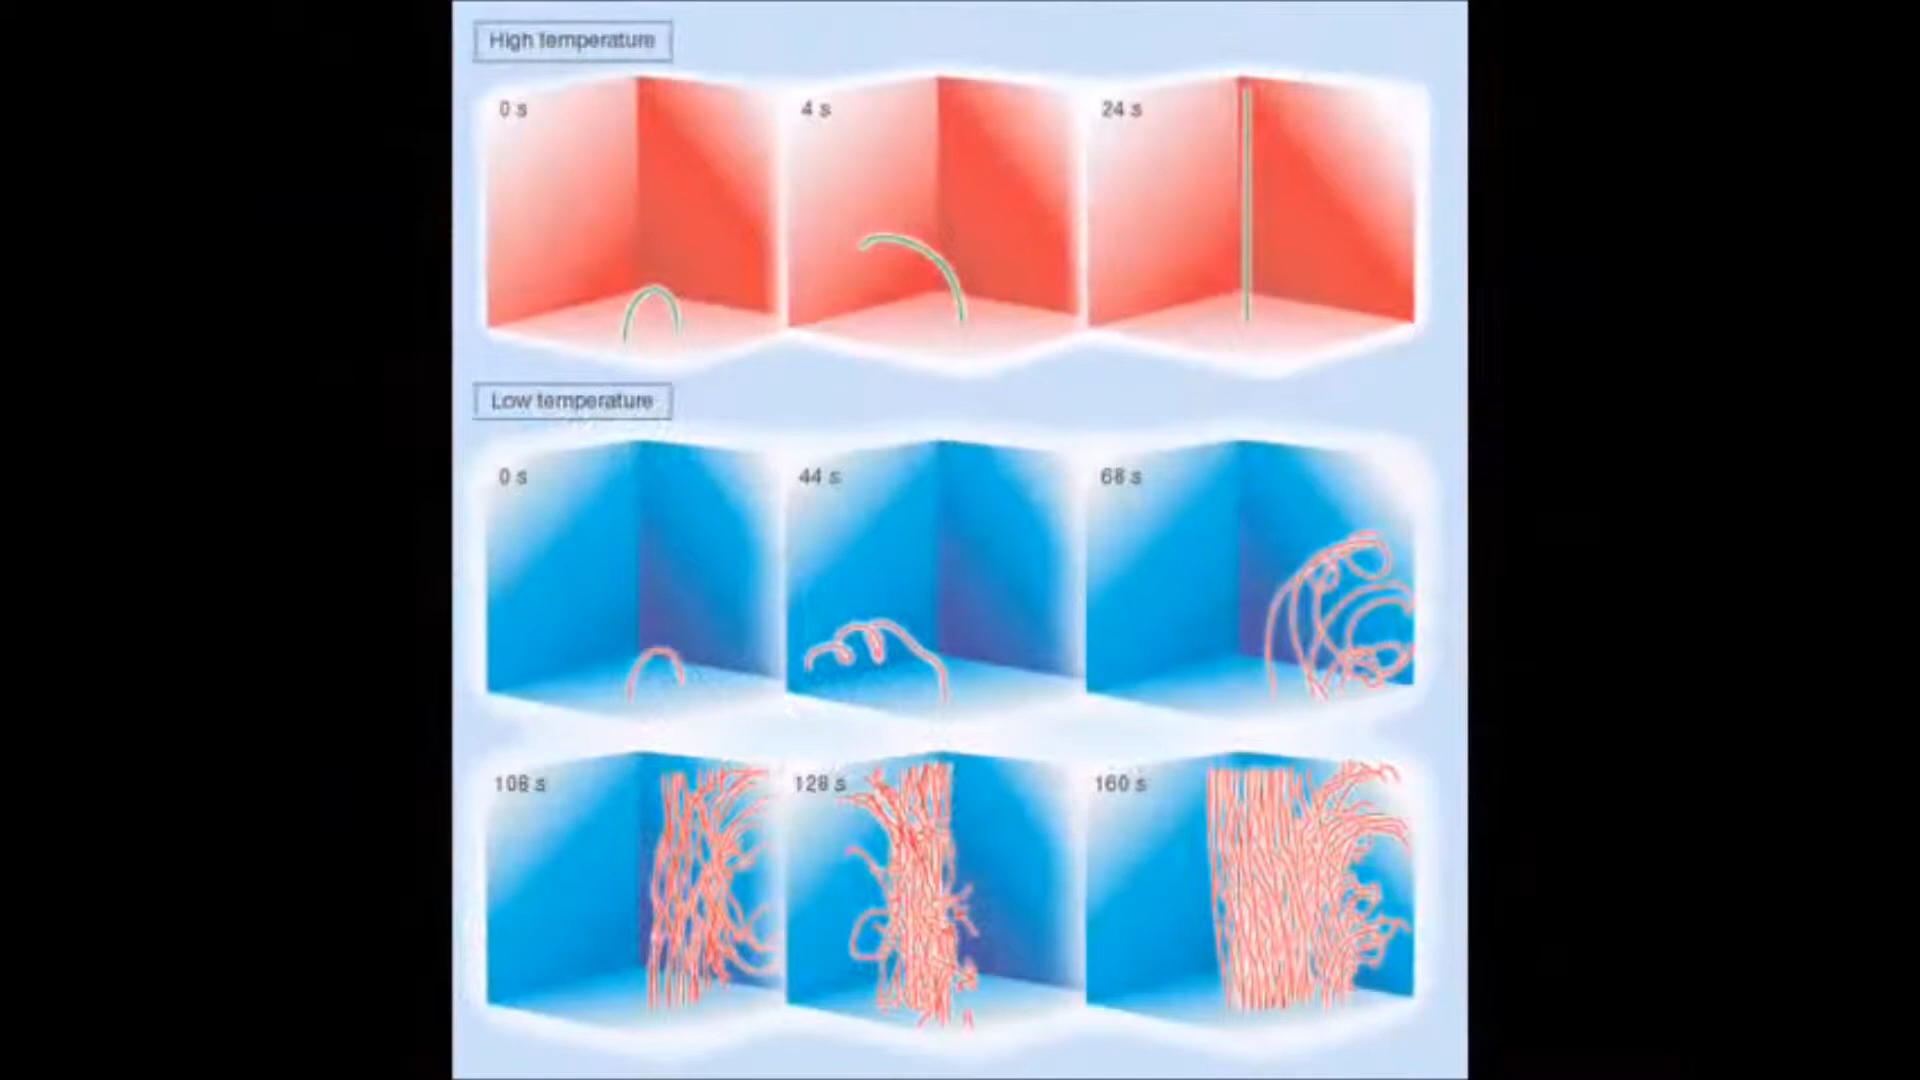 High temperature
0 s
4 s
24 s
Low temperature
0 s
44 s
68 s
108 s
128 s
160 s